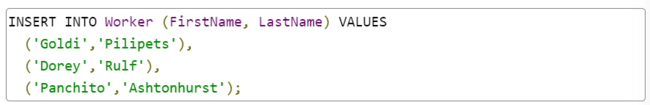 INSERT INTO Worker (FirstName, LastName) VALUES
('Goldi','Pilipets'),
('Dorey','Rulf'),
('Panchito','Ashtonhurst');